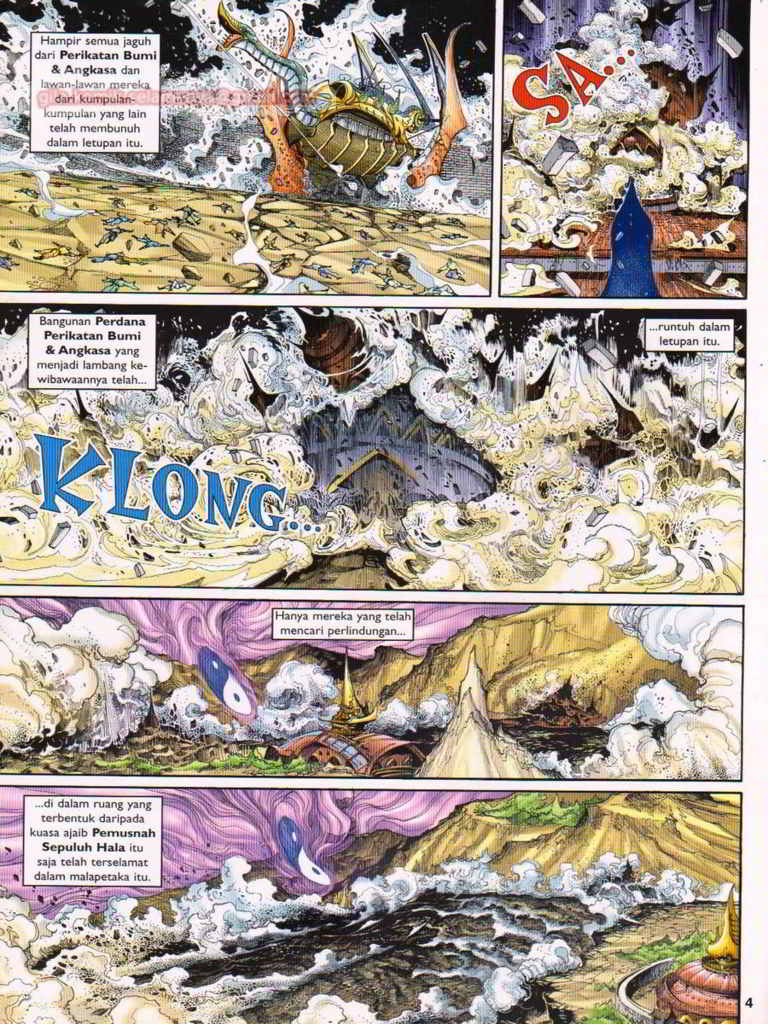 Hampir semua jaguh
dari Perikatan Bumi
& Angkasa dan
lawan-lawan mereka
dari kumpulan-
kumpulan yang lain
telah membunuh
dalam letupan itu.
SA...
Bangunan Perdana
Perikatan Bumi
& Angkasa yang
menjadi lambang ke-
wibawaannya telah...
...runtuh dalam
letupan itu.
KLONG...
Hanya mereka yang telah
mencari perlindungan...
...di dalam ruang yang
terbentuk daripada
kuasa ajaib Pemusnah
Sepuluh Hala itu
saja telah terselamat
dalam malapetaka itu.
4